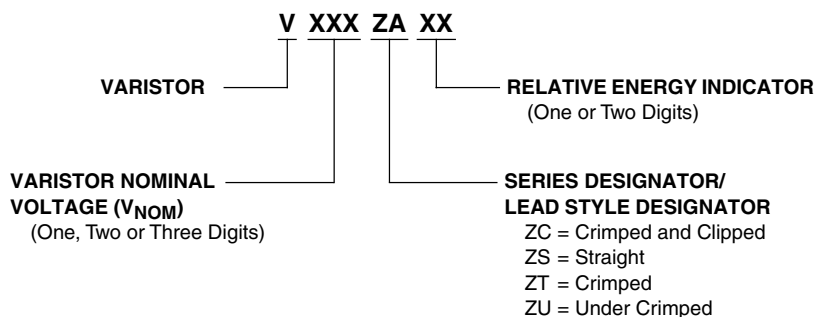 V XXX ZA XX
VARISTOR
RELATIVE ENERGY INDICATOR
(One or Two Digits)
VARISTOR NOMINAL
VOLTAGE (VNOM)
(One, Two or Three Digits)
SERIES DESIGNATOR/
LEAD STYLE DESIGNATOR
ZC = Crimped and Clipped
ZS = Straight
ZT = Crimped
ZU = Under Crimped